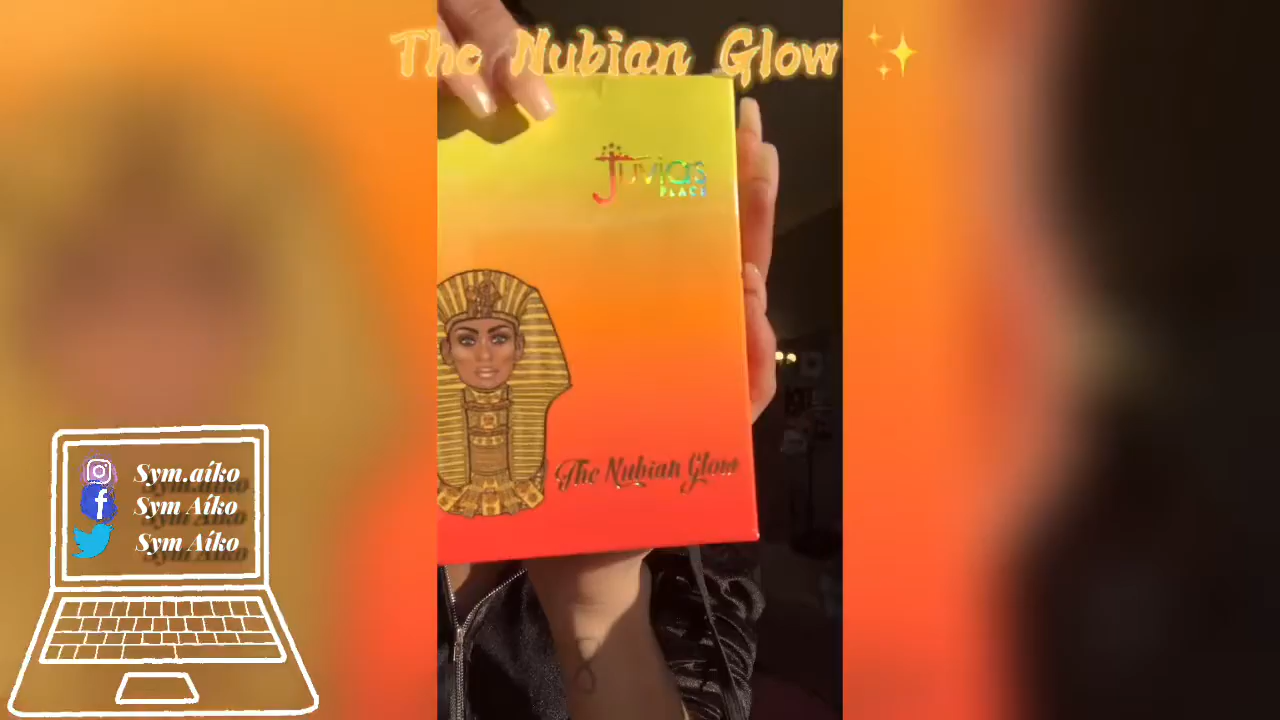 The Nubian Glow
Juvias
PLACE
The Nubian Glow
Sym.aíko
Sym Aíko
Sym Aíko